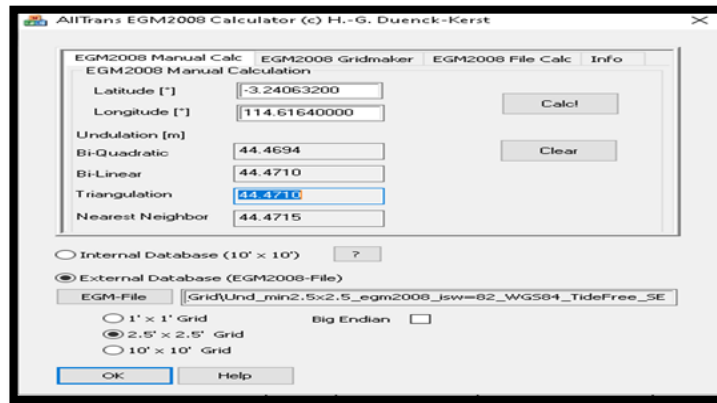 AllTrans EGM2008 Calculator (c) H.-G. Duenck-Kerst
EGM2008 Manual Calc EGM2008 Gridmaker EGM2008 File Calc Info
EGM2008 Manual Calculation
Latitude [°] -3.24063200
Calc!
Longitude [°] 114.61640000
Undulation [m]
Bi-Quadratic 44.4694
Clear
Bi-Linear 44.4710
Triangulation 44.4710
Nearest Neighbor 44.4715
Internal Database (10' x 10') ?
External Database (EGM2008-File)
EGM-File Grid\Und_min2.5x2.5_egm2008_isw=82_WGS84_TideFree_SE
1' x 1' Grid Big Endian
2.5' x 2.5' Grid
10' x 10' Grid
OK Help